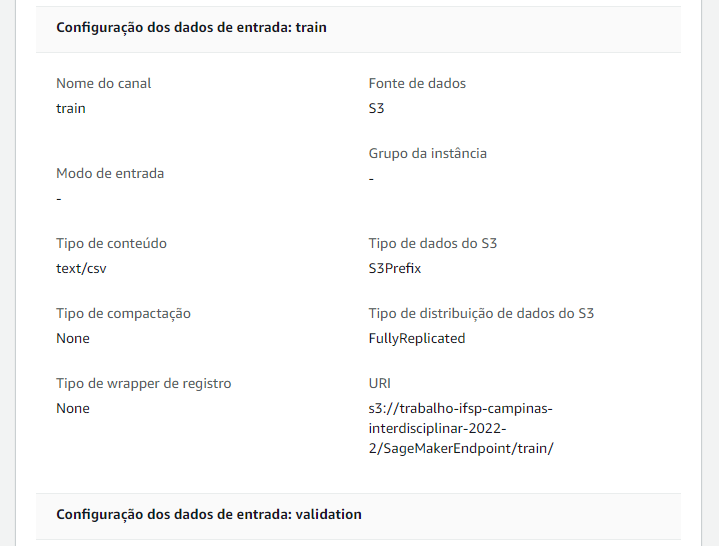 Configuração dos dados de entrada: train
Nome do canal
train
Fonte de dados
S3
Modo de entrada
-
Grupo da instância
-
Tipo de conteúdo
text/csv
Tipo de dados do S3
S3Prefix
Tipo de compactação
None
Tipo de distribuição de dados do S3
FullyReplicated
Tipo de wrapper de registro
None
URI
s3://trabalho-ifsp-campinas-
interdisciplinar-2022-
2/SageMakerEndpoint/train/
Configuração dos dados de entrada: validation